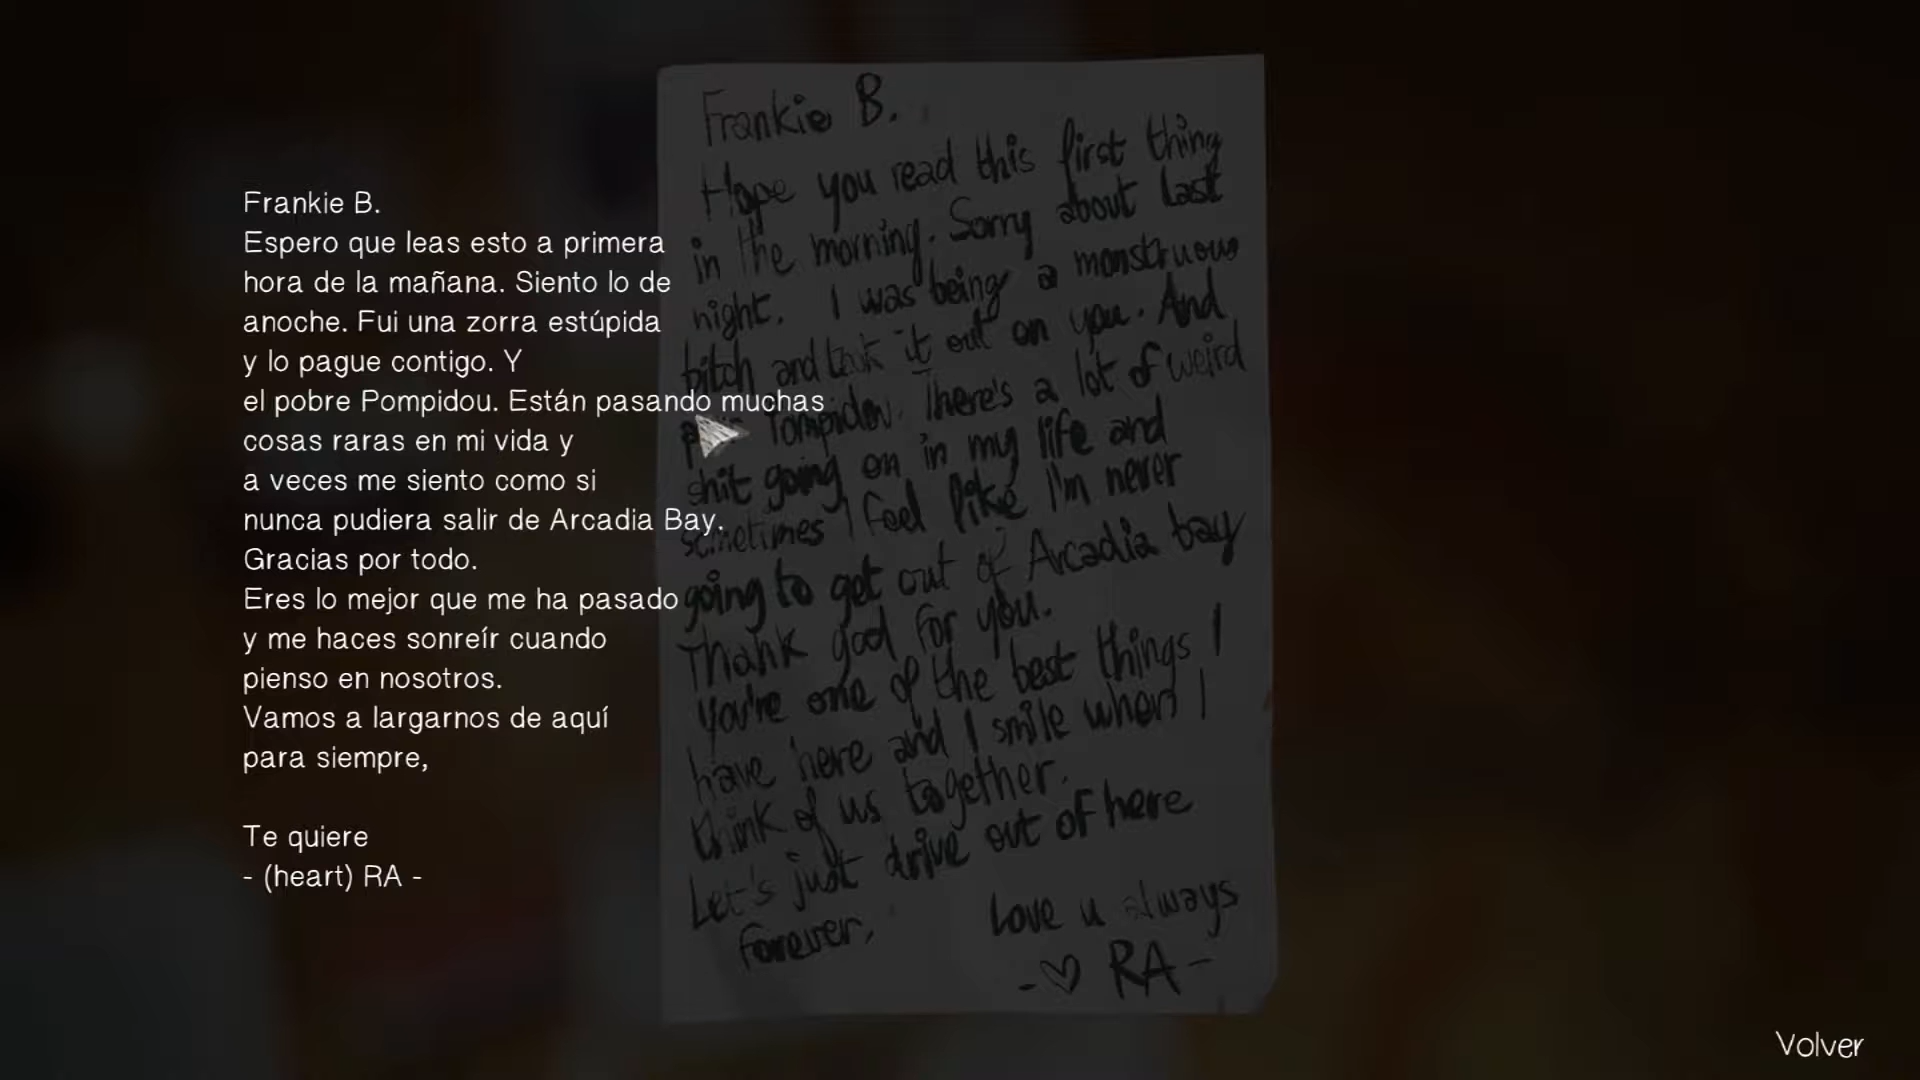 Frankie B.
Espero que leas esto a primera
hora de la mañana. Siento lo de
anoche. Fui una zorra estúpida
y lo pague contigo. Y
el pobre Pompidou. Están pasando muchas
cosas raras en mi vida y
a veces me siento como si
nunca pudiera salir de Arcadia Bay.
Gracias por todo.
Eres lo mejor que me ha pasado
y me haces sonreír cuando
pienso en nosotros.
Vamos a largarnos de aquí
para siempre,
Te quiere
- (heart) RA -
Frankie B.
Hope you read this first thing
in the morning. Sorry about last
night. I was being a monstruous
bitch and it out on you. And
Pompidou. There's a lot of weird
shit going on in my life and
sometimes I feel like I'm never
going to get out of Arcadia bay
Thank god for you.
You're one of the best things I
have here and I smile when I
think of us together.
Let's just drive out of here
forever,
Love u always
- ♡ RA -
Volver